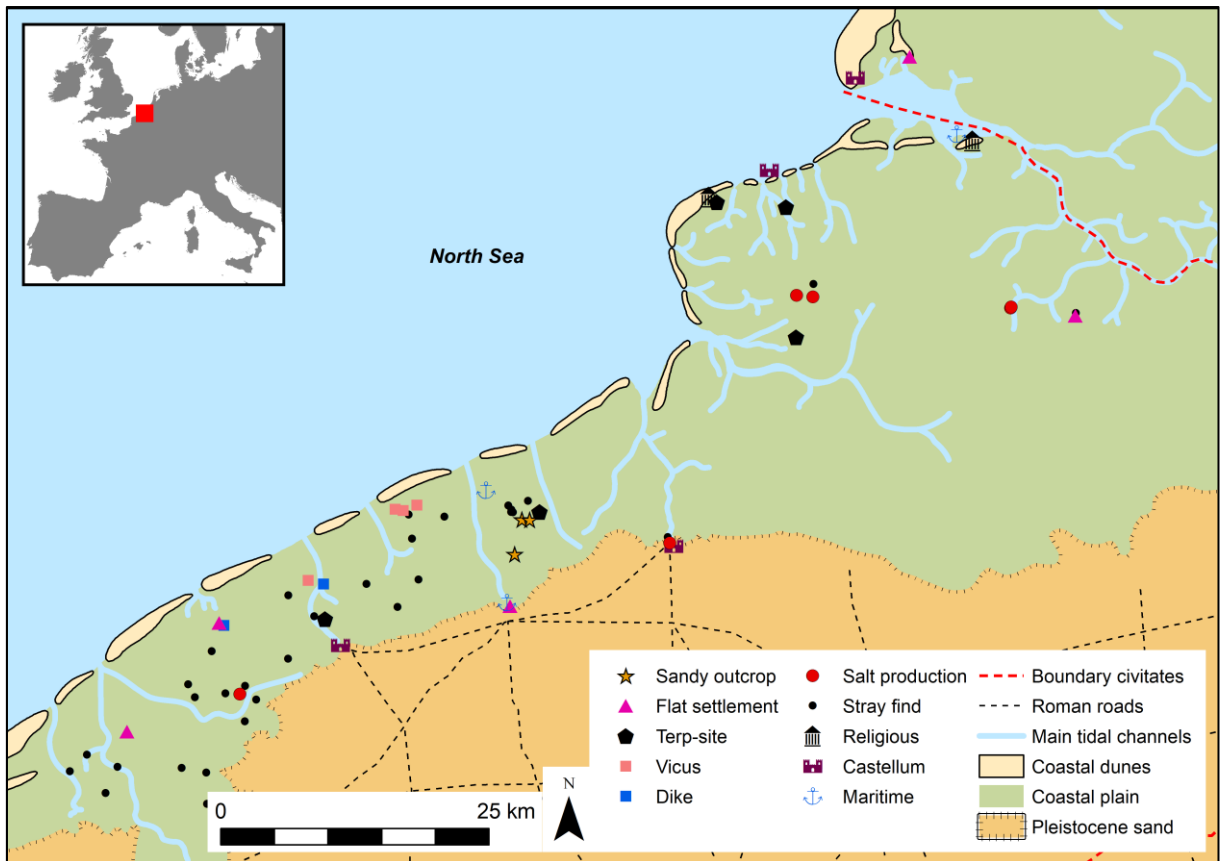 North Sea
Sandy outcrop
Flat settlement
Terp-site
Vicus
Dike
Salt production
Stray find
Religious
Castellum
Maritime
Boundary civitates
Roman roads
Main tidal channels
Coastal dunes
Coastal plain
Pleistocene sand
0 25 km
N